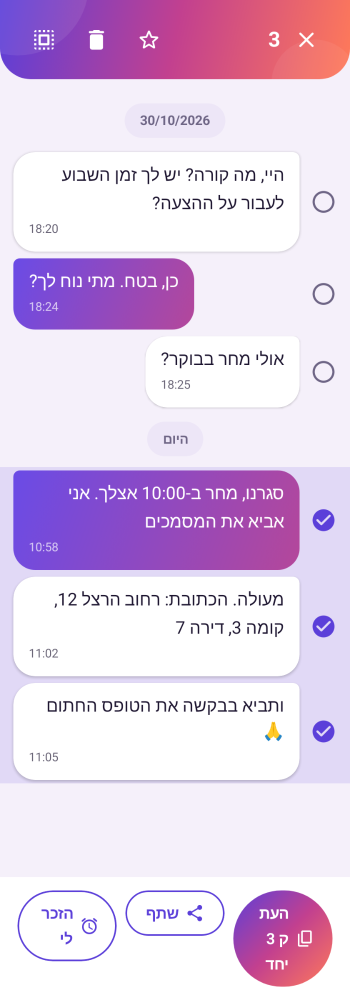 3
30/10/2026
היי, מה קורה? יש לך זמן השבוע
לעבור על ההצעה?
18:20
כן, בטח. מתי נוח לך?
18:24
אולי מחר בבוקר?
18:25
היום
סגרנו, מחר ב-10:00 אצלך. אני
אביא את המסמכים
10:58
מעולה. הכתובת: רחוב הרצל 12,
קומה 3, דירה 7
11:02
ותביא בבקשה את הטופס החתום
🙏
11:05
העת
ק 3
יחד
שתף
הזכר
לי